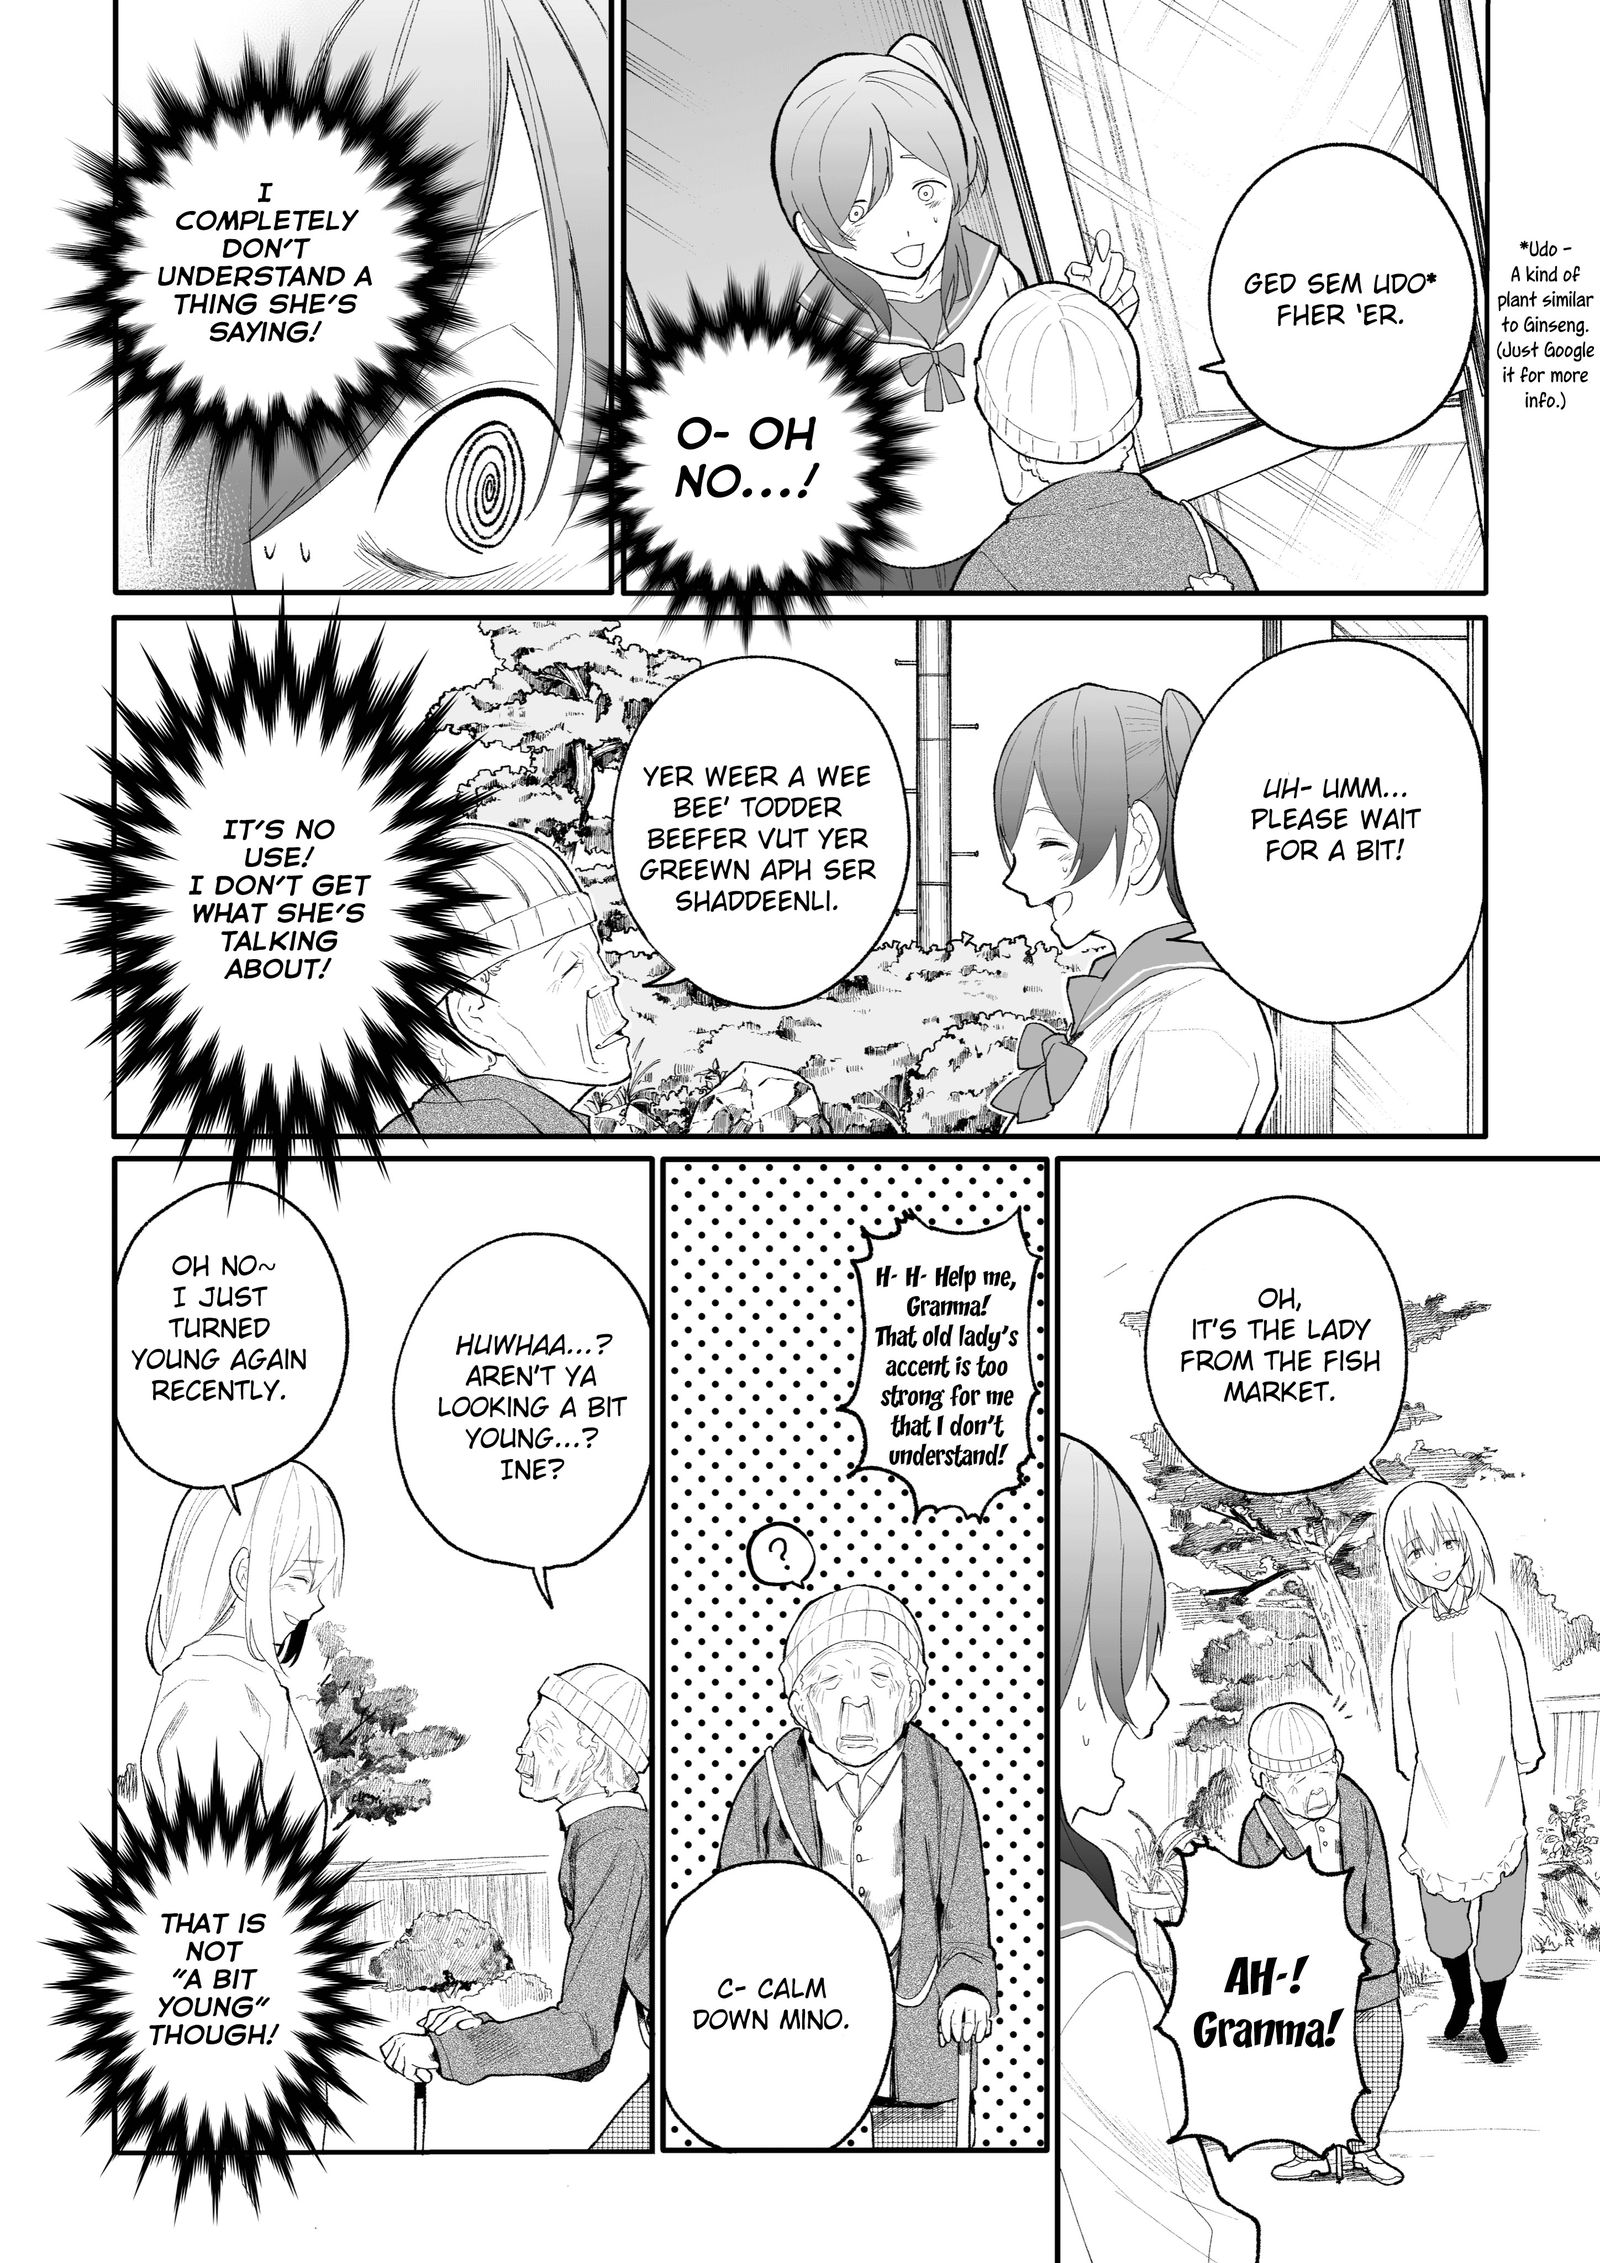 GED SEM UDO*
FHER 'ER.
*Udo -
A kind of
plant similar
to Ginseng.
(Just Google
it for more
info.)
O- OH
NO...!
I
COMPLETELY
DON'T
UNDERSTAND A
THING SHE'S
SAYING!
UH- UMM...
PLEASE WAIT
FOR A BIT!
YER WEER A WEE
BEE' TODDER
BEEFER VUT YER
GREEWN APH SER
SHADDEENLI.
IT'S NO
USE!
I DON'T GET
WHAT SHE'S
TALKING
ABOUT!
OH,
IT'S THE LADY
FROM THE FISH
MARKET.
AH-!
Granma!
H- H- Help me,
Granma!
That old lady's
accent is too
strong for me
that I don't
understand!
?
C- CALM
DOWN MINO.
HUWHAA...?
AREN'T YA
LOOKING A BIT
YOUNG...?
INE?
OH NO~
I JUST
TURNED
YOUNG AGAIN
RECENTLY.
THAT IS
NOT
"A BIT
YOUNG"
THOUGH!